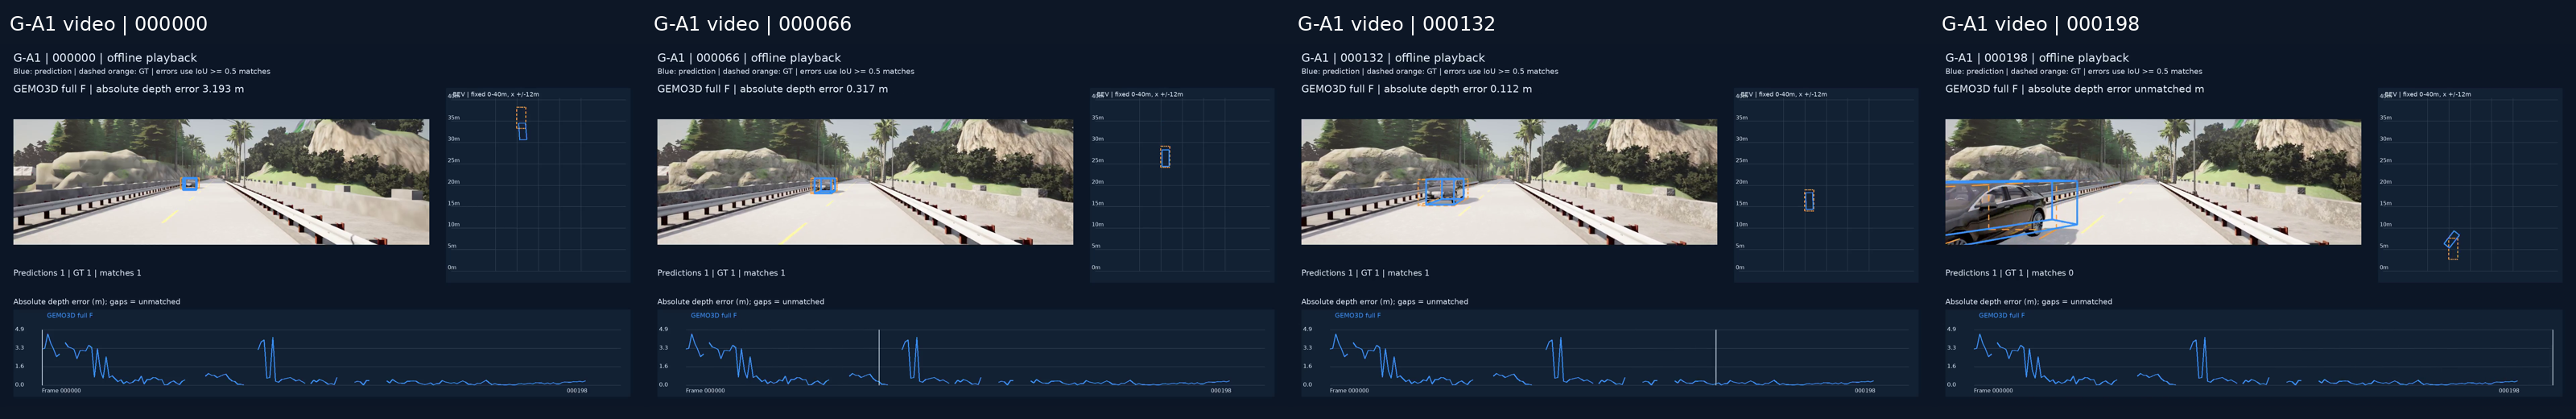 G-A1 video | 000000
G-A1 | 000000 | offline playback
Blue: prediction | dashed orange: GT | errors use IoU >= 0.5 matches
GEMO3D full F | absolute depth error 3.193 m
BEV | fixed 0-40m, x +/-12m
40m
35m
30m
25m
20m
15m
10m
5m
0m
Predictions 1 | GT 1 | matches 1
Absolute depth error (m); gaps = unmatched
GEMO3D full F
4.9
3.3
1.6
0.0
Frame 000000
000198
G-A1 video | 000066
G-A1 | 000066 | offline playback
Blue: prediction | dashed orange: GT | errors use IoU >= 0.5 matches
GEMO3D full F | absolute depth error 0.317 m
BEV | fixed 0-40m, x +/-12m
40m
35m
30m
25m
20m
15m
10m
5m
0m
Predictions 1 | GT 1 | matches 1
Absolute depth error (m); gaps = unmatched
GEMO3D full F
4.9
3.3
1.6
0.0
Frame 000000
000198
G-A1 video | 000132
G-A1 | 000132 | offline playback
Blue: prediction | dashed orange: GT | errors use IoU >= 0.5 matches
GEMO3D full F | absolute depth error 0.112 m
BEV | fixed 0-40m, x +/-12m
40m
35m
30m
25m
20m
15m
10m
5m
0m
Predictions 1 | GT 1 | matches 1
Absolute depth error (m); gaps = unmatched
GEMO3D full F
4.9
3.3
1.6
0.0
Frame 000000
000198
G-A1 video | 000198
G-A1 | 000198 | offline playback
Blue: prediction | dashed orange: GT | errors use IoU >= 0.5 matches
GEMO3D full F | absolute depth error unmatched m
BEV | fixed 0-40m, x +/-12m
40m
35m
30m
25m
20m
15m
10m
5m
0m
Predictions 1 | GT 1 | matches 0
Absolute depth error (m); gaps = unmatched
GEMO3D full F
4.9
3.3
1.6
0.0
Frame 000000
000198